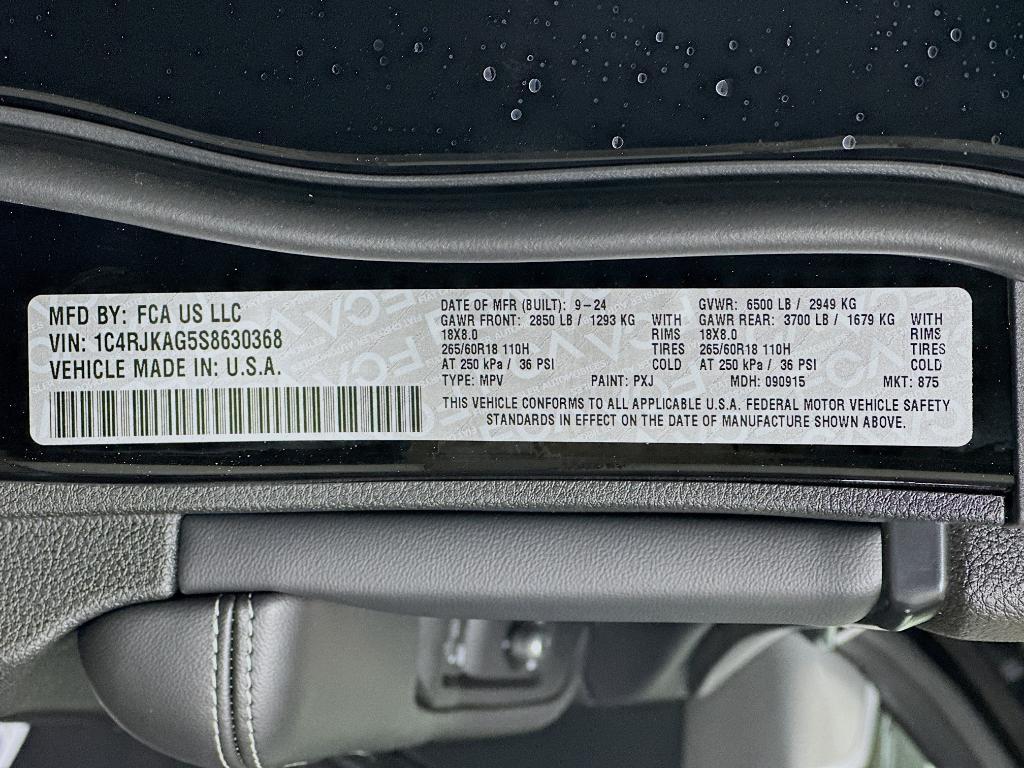 MFD BY: FCA US LLC
VIN: 1C4RJKAG5S8630368
VEHICLE MADE IN: U.S.A.
DATE OF MFR (BUILT): 9-24
GAWR FRONT: 2850 LB / 1293 KG WITH
18X8.0 RIMS
265/60R18 110H TIRES
AT 250 kPa / 36 PSI COLD
GVWR: 6500 LB / 2949 KG
GAWR REAR: 3700 LB / 1679 KG WITH
18X8.0 RIMS
265/60R18 110H TIRES
AT 250 kPa / 36 PSI COLD
TYPE: MPV PAINT: PXJ MDH: 090915 MKT: 875
THIS VEHICLE CONFORMS TO ALL APPLICABLE U.S.A. FEDERAL MOTOR VEHICLE SAFETY
STANDARDS IN EFFECT ON THE DATE OF MANUFACTURE SHOWN ABOVE.